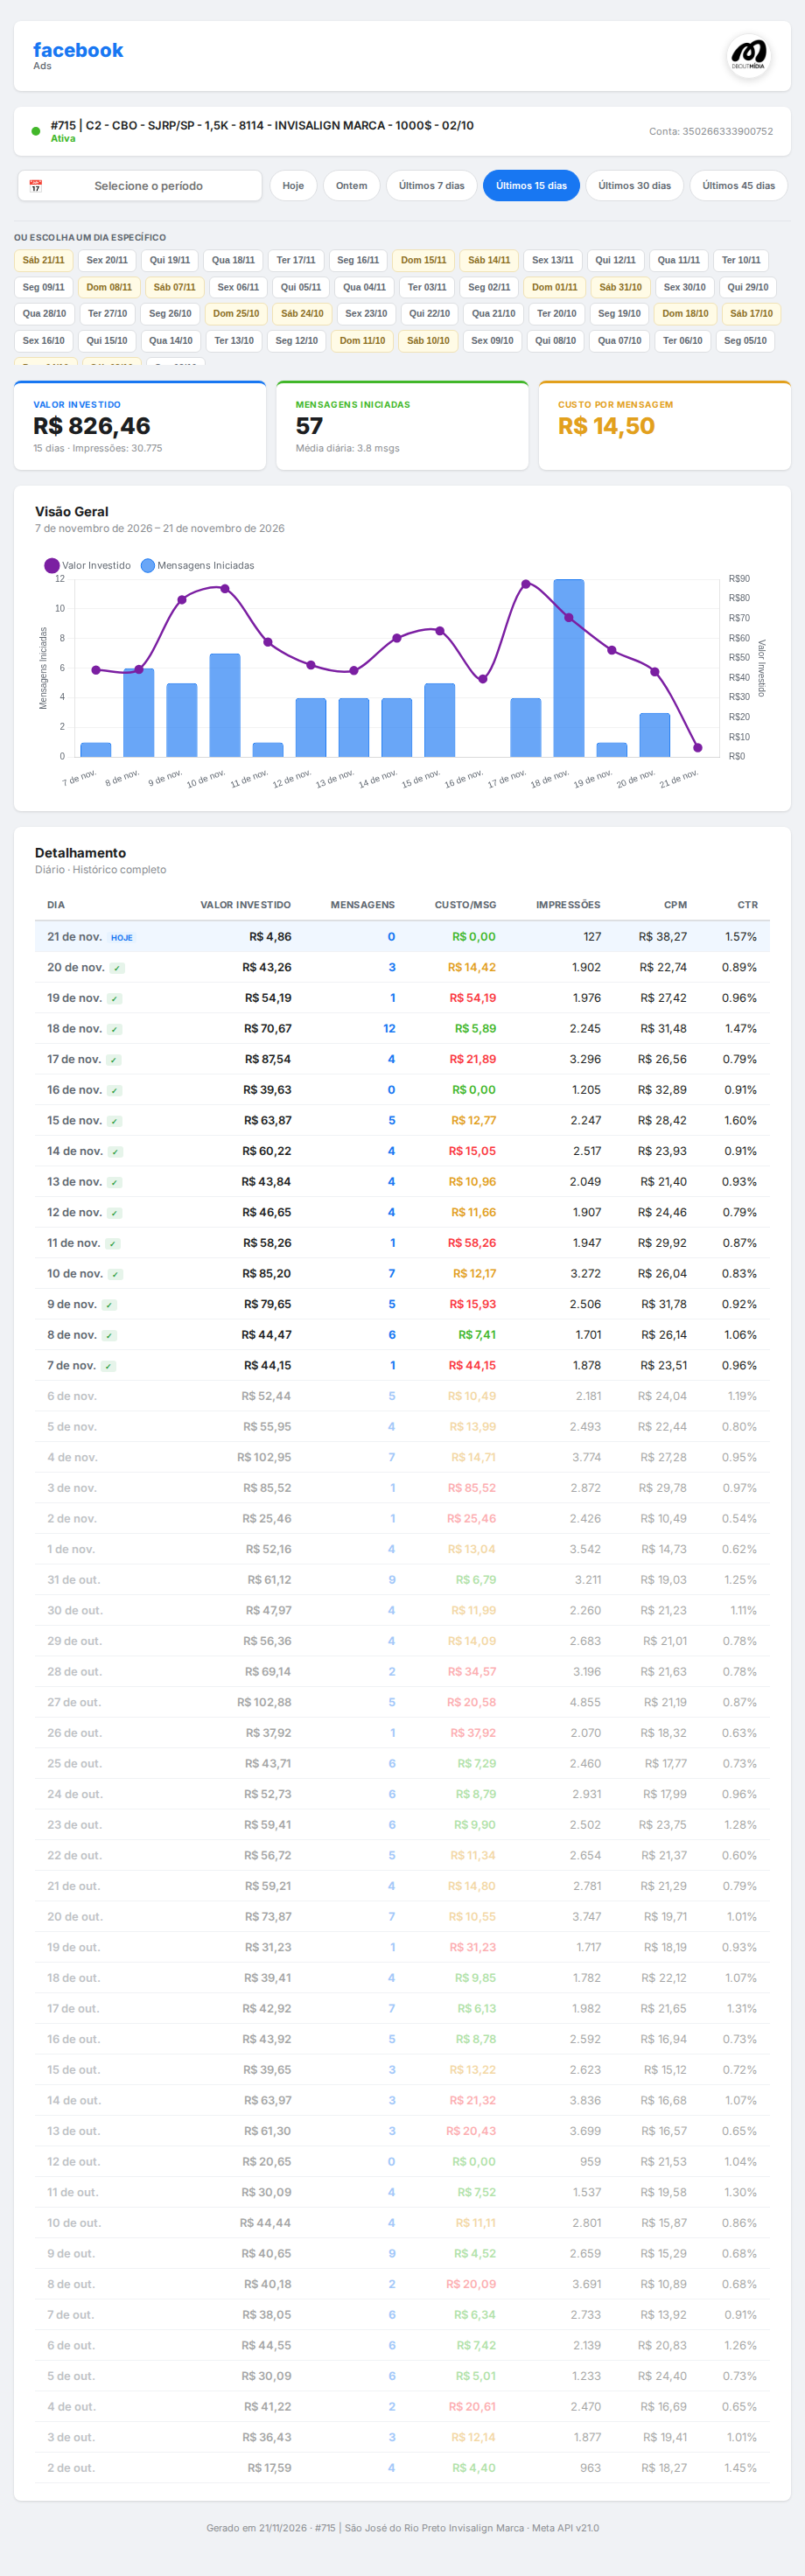 facebook
Ads
DBOUTMÍDIA
#715 | C2 - CBO - SJRP/SP - 1,5K - 8114 - INVISALIGN MARCA - 1000$ - 02/10
Ativa
Conta: 350266333900752
Selecione o período
Hoje
Ontem
Últimos 7 dias
Últimos 15 dias
Últimos 30 dias
Últimos 45 dias
OU ESCOLHA UM DIA ESPECÍFICO
Sáb 21/11 Sex 20/11 Qui 19/11 Qua 18/11 Ter 17/11 Seg 16/11 Dom 15/11 Sáb 14/11 Sex 13/11 Qui 12/11 Qua 11/11 Ter 10/11
Seg 09/11 Dom 08/11 Sáb 07/11 Sex 06/11 Qui 05/11 Qua 04/11 Ter 03/11 Seg 02/11 Dom 01/11 Sáb 31/10 Sex 30/10 Qui 29/10
Qua 28/10 Ter 27/10 Seg 26/10 Dom 25/10 Sáb 24/10 Sex 23/10 Qui 22/10 Qua 21/10 Ter 20/10 Seg 19/10 Dom 18/10 Sáb 17/10
Sex 16/10 Qui 15/10 Qua 14/10 Ter 13/10 Seg 12/10 Dom 11/10 Sáb 10/10 Sex 09/10 Qui 08/10 Qua 07/10 Ter 06/10 Seg 05/10
VALOR INVESTIDO
R$ 826,46
15 dias · Impressões: 30.775
MENSAGENS INICIADAS
57
Média diária: 3.8 msgs
CUSTO POR MENSAGEM
R$ 14,50
Visão Geral
7 de novembro de 2026 – 21 de novembro de 2026
Valor Investido Mensagens Iniciadas
Mensagens Iniciadas
12
10
8
6
4
2
0
R$90
R$80
R$70
R$60
R$50
R$40
R$30
R$20
R$10
R$0
Valor Investido
7 de nov. 8 de nov. 9 de nov. 10 de nov. 11 de nov. 12 de nov. 13 de nov. 14 de nov. 15 de nov. 16 de nov. 17 de nov. 18 de nov. 19 de nov. 20 de nov. 21 de nov.
Detalhamento
Diário · Histórico completo
DIA VALOR INVESTIDO MENSAGENS CUSTO/MSG IMPRESSÕES CPM CTR
21 de nov. HOJE R$ 4,86 0 R$ 0,00 127 R$ 38,27 1.57%
20 de nov. ✓ R$ 43,26 3 R$ 14,42 1.902 R$ 22,74 0.89%
19 de nov. ✓ R$ 54,19 1 R$ 54,19 1.976 R$ 27,42 0.96%
18 de nov. ✓ R$ 70,67 12 R$ 5,89 2.245 R$ 31,48 1.47%
17 de nov. ✓ R$ 87,54 4 R$ 21,89 3.296 R$ 26,56 0.79%
16 de nov. ✓ R$ 39,63 0 R$ 0,00 1.205 R$ 32,89 0.91%
15 de nov. ✓ R$ 63,87 5 R$ 12,77 2.247 R$ 28,42 1.60%
14 de nov. ✓ R$ 60,22 4 R$ 15,05 2.517 R$ 23,93 0.91%
13 de nov. ✓ R$ 43,84 4 R$ 10,96 2.049 R$ 21,40 0.93%
12 de nov. ✓ R$ 46,65 4 R$ 11,66 1.907 R$ 24,46 0.79%
11 de nov. ✓ R$ 58,26 1 R$ 58,26 1.947 R$ 29,92 0.87%
10 de nov. ✓ R$ 85,20 7 R$ 12,17 3.272 R$ 26,04 0.83%
9 de nov. ✓ R$ 79,65 5 R$ 15,93 2.506 R$ 31,78 0.92%
8 de nov. ✓ R$ 44,47 6 R$ 7,41 1.701 R$ 26,14 1.06%
7 de nov. ✓ R$ 44,15 1 R$ 44,15 1.878 R$ 23,51 0.96%
6 de nov. R$ 52,44 5 R$ 10,49 2.181 R$ 24,04 1.19%
5 de nov. R$ 55,95 4 R$ 13,99 2.493 R$ 22,44 0.80%
4 de nov. R$ 102,95 7 R$ 14,71 3.774 R$ 27,28 0.95%
3 de nov. R$ 85,52 1 R$ 85,52 2.872 R$ 29,78 0.97%
2 de nov. R$ 25,46 1 R$ 25,46 2.426 R$ 10,49 0.54%
1 de nov. R$ 52,16 4 R$ 13,04 3.542 R$ 14,73 0.62%
31 de out. R$ 61,12 9 R$ 6,79 3.211 R$ 19,03 1.25%
30 de out. R$ 47,97 4 R$ 11,99 2.260 R$ 21,23 1.11%
29 de out. R$ 56,36 4 R$ 14,09 2.683 R$ 21,01 0.78%
28 de out. R$ 69,14 2 R$ 34,57 3.196 R$ 21,63 0.78%
27 de out. R$ 102,88 5 R$ 20,58 4.855 R$ 21,19 0.87%
26 de out. R$ 37,92 1 R$ 37,92 2.070 R$ 18,32 0.63%
25 de out. R$ 43,71 6 R$ 7,29 2.460 R$ 17,77 0.73%
24 de out. R$ 52,73 6 R$ 8,79 2.931 R$ 17,99 0.96%
23 de out. R$ 59,41 6 R$ 9,90 2.502 R$ 23,75 1.28%
22 de out. R$ 56,72 5 R$ 11,34 2.654 R$ 21,37 0.60%
21 de out. R$ 59,21 4 R$ 14,80 2.781 R$ 21,29 0.79%
20 de out. R$ 73,87 7 R$ 10,55 3.747 R$ 19,71 1.01%
19 de out. R$ 31,23 1 R$ 31,23 1.717 R$ 18,19 0.93%
18 de out. R$ 39,41 4 R$ 9,85 1.782 R$ 22,12 1.07%
17 de out. R$ 42,92 7 R$ 6,13 1.982 R$ 21,65 1.31%
16 de out. R$ 43,92 5 R$ 8,78 2.592 R$ 16,94 0.73%
15 de out. R$ 39,65 3 R$ 13,22 2.623 R$ 15,12 0.72%
14 de out. R$ 63,97 3 R$ 21,32 3.836 R$ 16,68 1.07%
13 de out. R$ 61,30 3 R$ 20,43 3.699 R$ 16,57 0.65%
12 de out. R$ 20,65 0 R$ 0,00 959 R$ 21,53 1.04%
11 de out. R$ 30,09 4 R$ 7,52 1.537 R$ 19,58 1.30%
10 de out. R$ 44,44 4 R$ 11,11 2.801 R$ 15,87 0.86%
9 de out. R$ 40,65 9 R$ 4,52 2.659 R$ 15,29 0.68%
8 de out. R$ 40,18 2 R$ 20,09 3.691 R$ 10,89 0.68%
7 de out. R$ 38,05 6 R$ 6,34 2.733 R$ 13,92 0.91%
6 de out. R$ 44,55 6 R$ 7,42 2.139 R$ 20,83 1.26%
5 de out. R$ 30,09 6 R$ 5,01 1.233 R$ 24,40 0.73%
4 de out. R$ 41,22 2 R$ 20,61 2.470 R$ 16,69 0.65%
3 de out. R$ 36,43 3 R$ 12,14 1.877 R$ 19,41 1.01%
2 de out. R$ 17,59 4 R$ 4,40 963 R$ 18,27 1.45%
Gerado em 21/11/2026 · #715 | São José do Rio Preto Invisalign Marca · Meta API v21.0